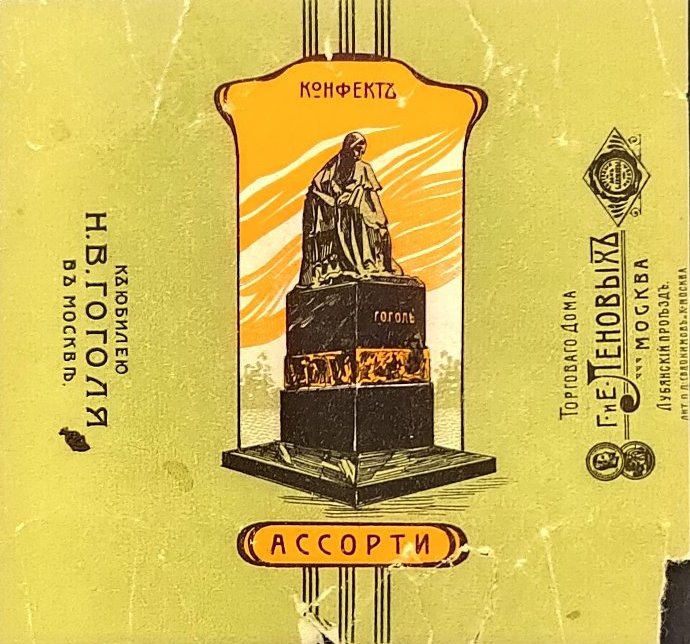 КОНФЕКТЪ
ГОГОЛЬ
АССОРТИ
КЪ ЮБИЛЕЮ
Н.В.ГОГОЛЯ
ВЪ МОСКВѢ.
ТОРГОВАГО ДОМА
Г. и Е. ЛЕНОВЫХЪ
МОСКВА
ЛУБЯНСКІЙ ПРОѢЗДЪ.